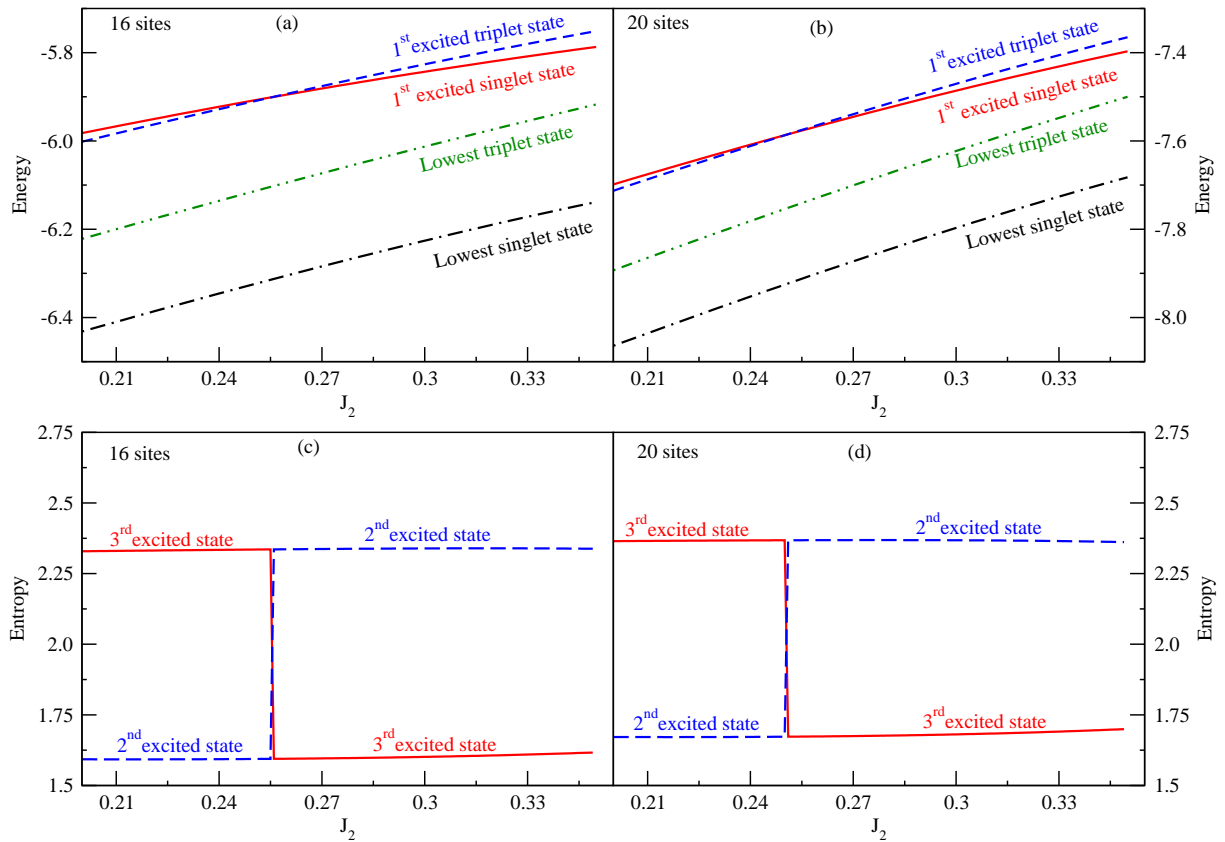 16 sites
(a)
1st excited triplet state
1st excited singlet state
Lowest triplet state
Lowest singlet state
-5.8
-6.0
-6.2
-6.4
Energy
0.21 0.24 0.27 0.3 0.33
J2
20 sites
(b)
1st excited triplet state
1st excited singlet state
Lowest triplet state
Lowest singlet state
-7.4
-7.6
-7.8
-8.0
Energy
0.21 0.24 0.27 0.3 0.33
J2
16 sites
(c)
3rd excited state
2nd excited state
2nd excited state
3rd excited state
2.75
2.5
2.25
2.0
1.75
1.5
Entropy
0.21 0.24 0.27 0.3 0.33
J2
20 sites
(d)
3rd excited state
2nd excited state
2nd excited state
3rd excited state
2.75
2.5
2.25
2.0
1.75
1.5
Entropy
0.21 0.24 0.27 0.3 0.33
J2